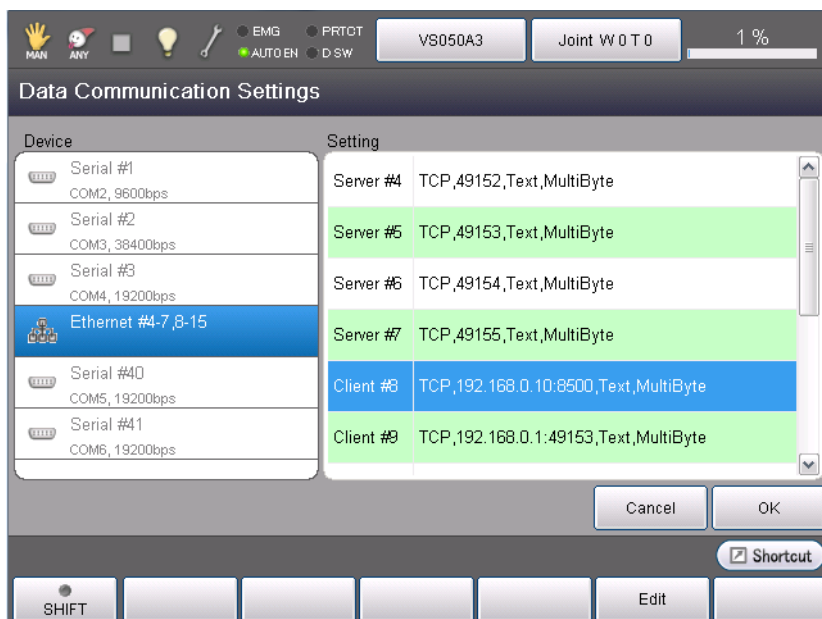 MAN
ANY
EMG
PRTCT
AUTO EN
D SW
VS050A3
Joint W 0 T 0
1 %
Data Communication Settings
Device
Setting
Serial #1
COM2, 9600bps
Serial #2
COM3, 38400bps
Serial #3
COM4, 19200bps
Ethernet #4-7,8-15
Serial #40
COM5, 19200bps
Serial #41
COM6, 19200bps
Server #4 TCP,49152,Text,MultiByte
Server #5 TCP,49153,Text,MultiByte
Server #6 TCP,49154,Text,MultiByte
Server #7 TCP,49155,Text,MultiByte
Client #8 TCP,192.168.0.10:8500,Text,MultiByte
Client #9 TCP,192.168.0.1:49153,Text,MultiByte
Cancel
OK
Shortcut
SHIFT
Edit